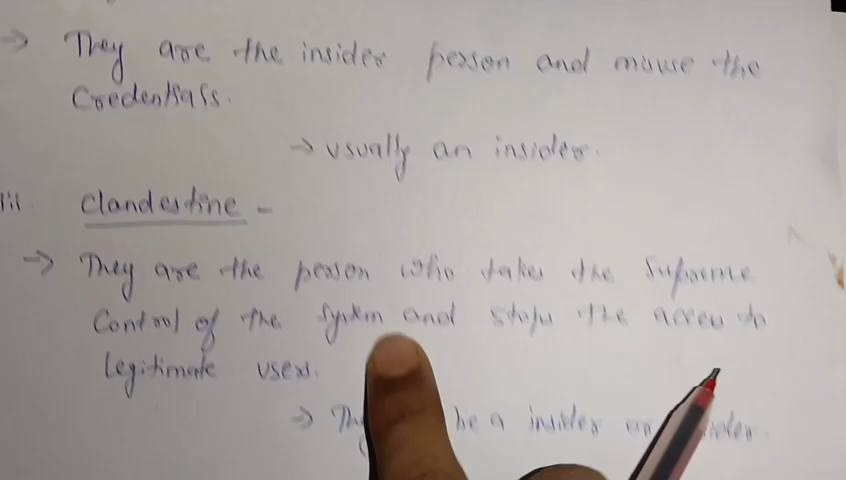 → They are the insider person and misuse the
Credentials.
→ usually an insider.
iii Clandestine -
→ They are the person who takes the Supreme
Control of the system and stops the access to
legitimate users.
→ be a insider or